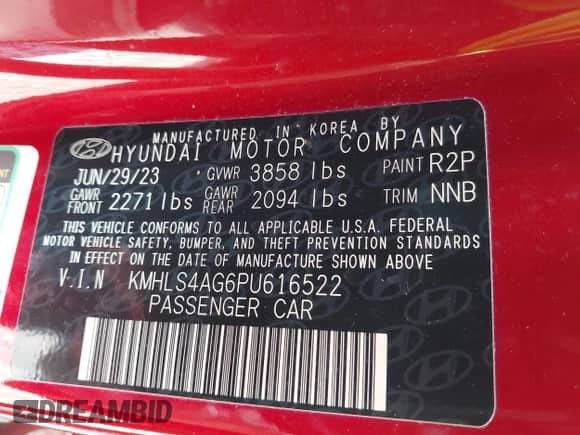 MANUFACTURED IN KOREA BY
HYUNDAI MOTOR COMPANY
JUN/29/23 GVWR 3858 lbs PAINT R2P
GAWR FRONT 2271 lbs GAWR REAR 2094 lbs TRIM NNB
THIS VEHICLE CONFORMS TO ALL APPLICABLE U.S.A. FEDERAL
MOTOR VEHICLE SAFETY, BUMPER, AND THEFT PREVENTION STANDARDS
IN EFFECT ON THE DATE OF MANUFACTURE SHOWN ABOVE
V.I.N KMHLS4AG6PU616522
PASSENGER CAR
DREAMBID